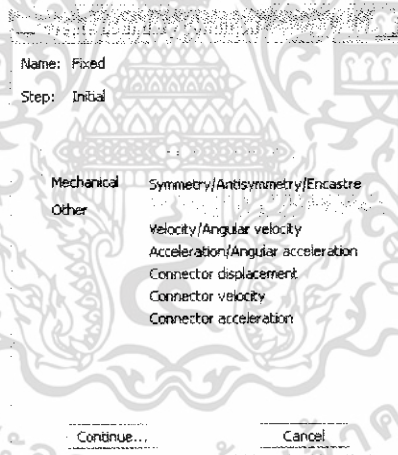 Name: Fixed
Step: Initial
Mechanical
Other
Symmetry/Antisymmetry/Encastre
Velocity/Angular velocity
Acceleration/Angular acceleration
Connector displacement
Connector velocity
Connector acceleration
Continue... Cancel